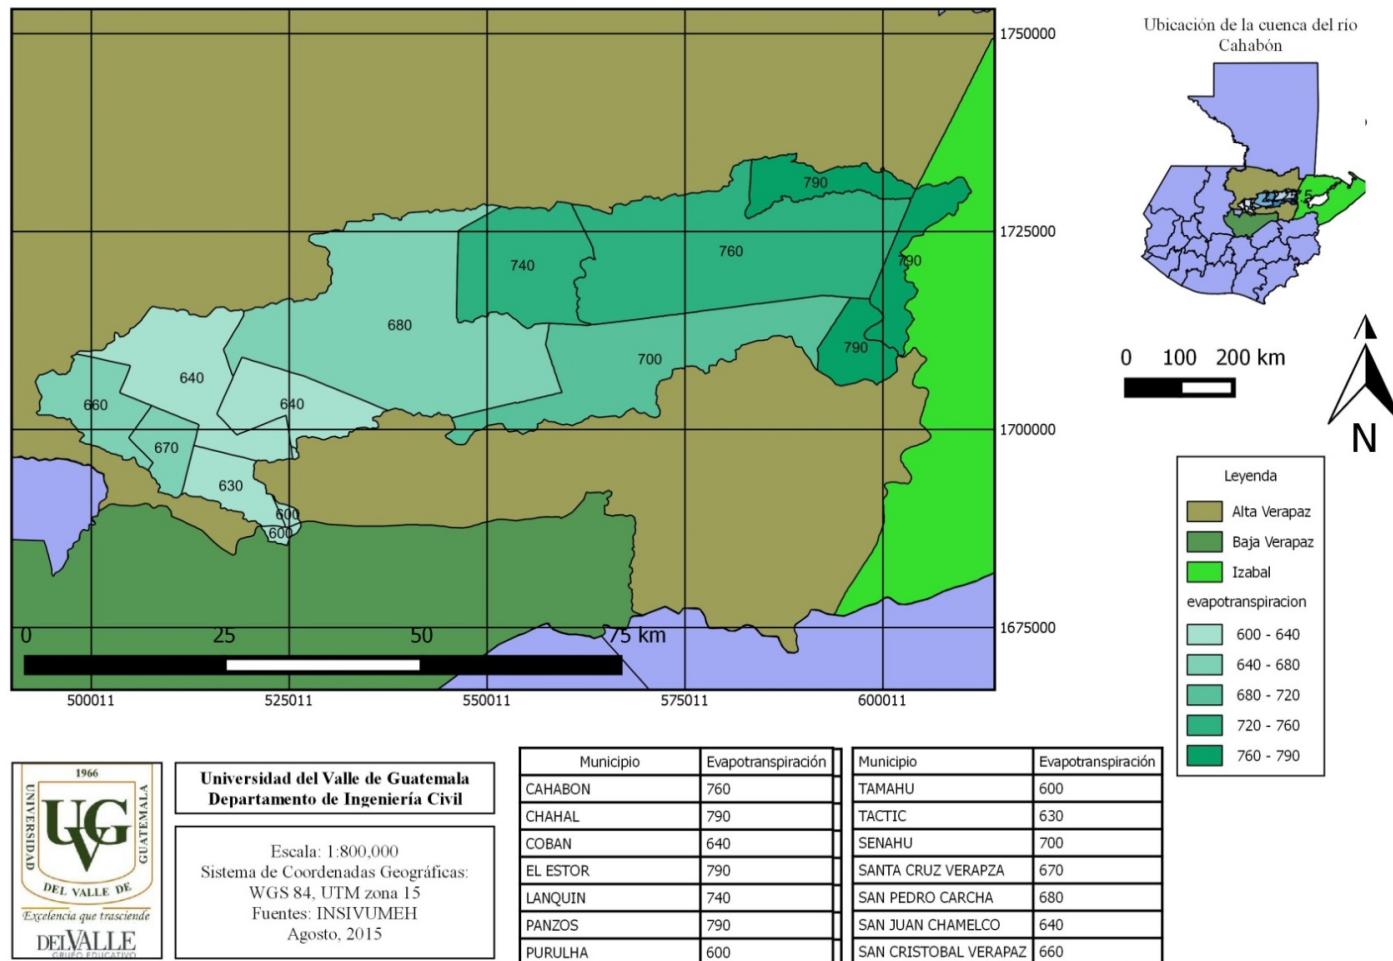 Ubicación de la cuenca del río
Cahabón
1750000
1725000
1700000
1675000
790
760
740
790
680
790
700
640
640
660
670
630
600
600
0 25 50 75 km
500011 525011 550011 575011 600011
0 100 200 km
N
Leyenda
Alta Verapaz
Baja Verapaz
Izabal
evapotranspiracion
600 - 640
640 - 680
680 - 720
720 - 760
760 - 790
1966
UNIVERSIDAD
UVG
GUATEMALA
DEL VALLE DE
Excelencia que trasciende
DELVALLE
GRUPO EDUCATIVO
Universidad del Valle de Guatemala
Departamento de Ingeniería Civil
Escala: 1:800,000
Sistema de Coordenadas Geográficas:
WGS 84, UTM zona 15
Fuentes: INSIVUMEH
Agosto, 2015
Municipio Evapotranspiración
CAHABON 760
CHAHAL 790
COBAN 640
EL ESTOR 790
LANQUIN 740
PANZOS 790
PURULHA 600
Municipio Evapotranspiración
TAMAHU 600
TACTIC 630
SENAHU 700
SANTA CRUZ VERAPZA 670
SAN PEDRO CARCHA 680
SAN JUAN CHAMELCO 640
SAN CRISTOBAL VERAPAZ 660